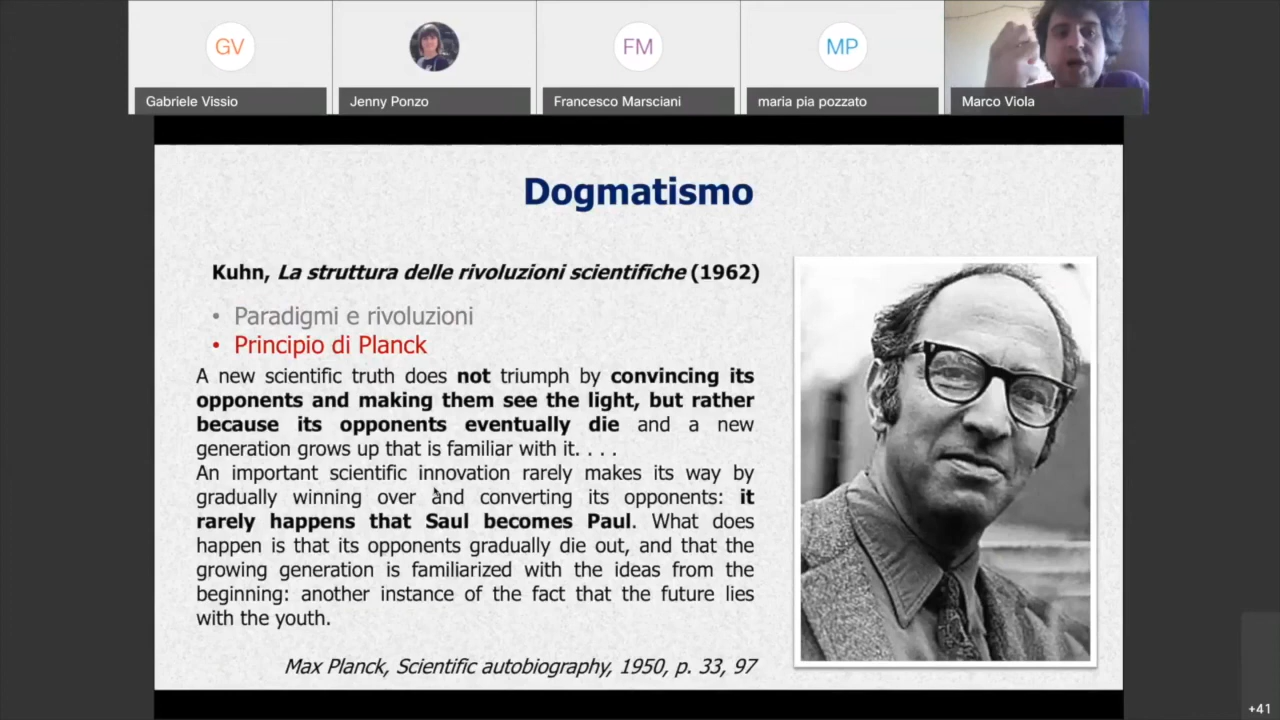 GV
FM
MP
Gabriele Vissio
Jenny Ponzo
Francesco Marsciani
maria pia pozzato
Marco Viola
Dogmatismo
Kuhn, La struttura delle rivoluzioni scientifiche (1962)
• Paradigmi e rivoluzioni
• Principio di Planck
A new scientific truth does not triumph by convincing its
opponents and making them see the light, but rather
because its opponents eventually die and a new
generation grows up that is familiar with it. . . .
An important scientific innovation rarely makes its way by
gradually winning over and converting its opponents: it
rarely happens that Saul becomes Paul. What does
happen is that its opponents gradually die out, and that the
growing generation is familiarized with the ideas from the
beginning: another instance of the fact that the future lies
with the youth.
Max Planck, Scientific autobiography, 1950, p. 33, 97
+41